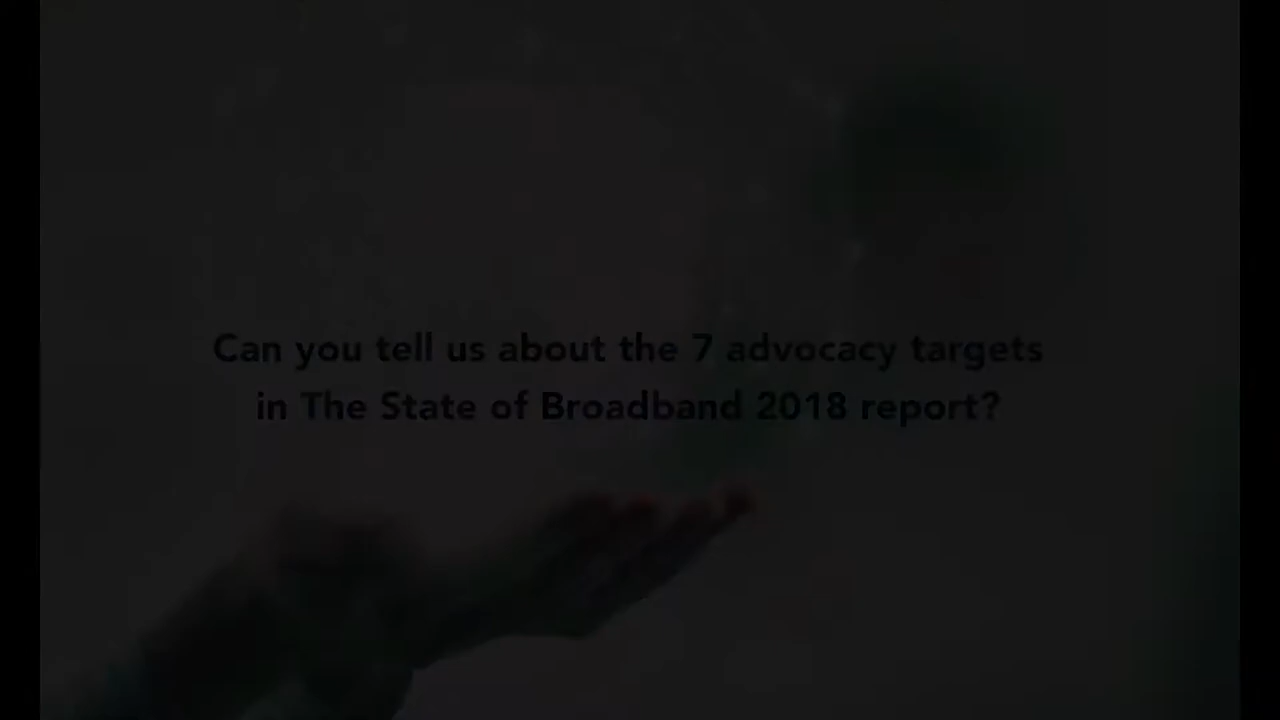 Can you tell us about the 7 advocacy targets
in The State of Broadband 2018 report?